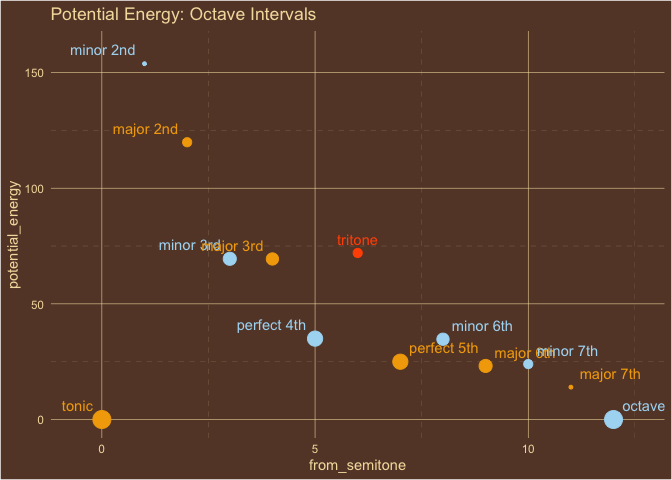 Potential Energy: Octave Intervals
potential_energy
150
100
50
0
minor 2nd
major 2nd
minor 3rd
major 3rd
tritone
perfect 4th
minor 6th
perfect 5th
major 6th
minor 7th
major 7th
tonic
octave
0
5
10
from_semitone